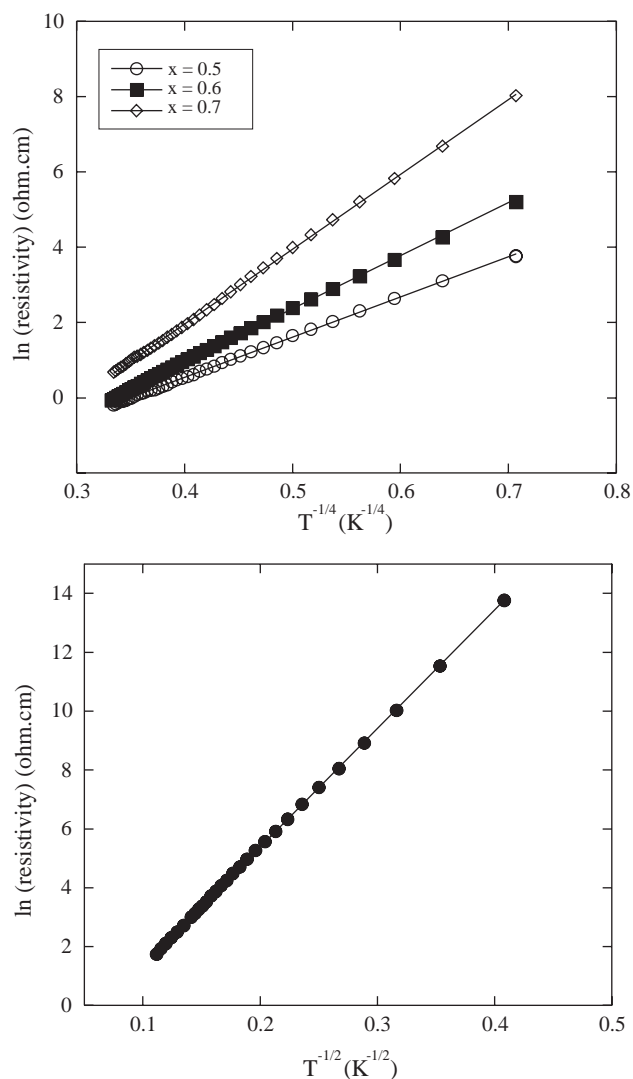 10
8
6
4
2
0
ln (resistivity) (ohm.cm)
x = 0.5
x = 0.6
x = 0.7
0.3 0.4 0.5 0.6 0.7 0.8
T^-1/4 (K^-1/4)
14
12
10
8
6
4
2
0
ln (resistivity) (ohm.cm)
0.1 0.2 0.3 0.4 0.5
T^-1/2 (K^-1/2)